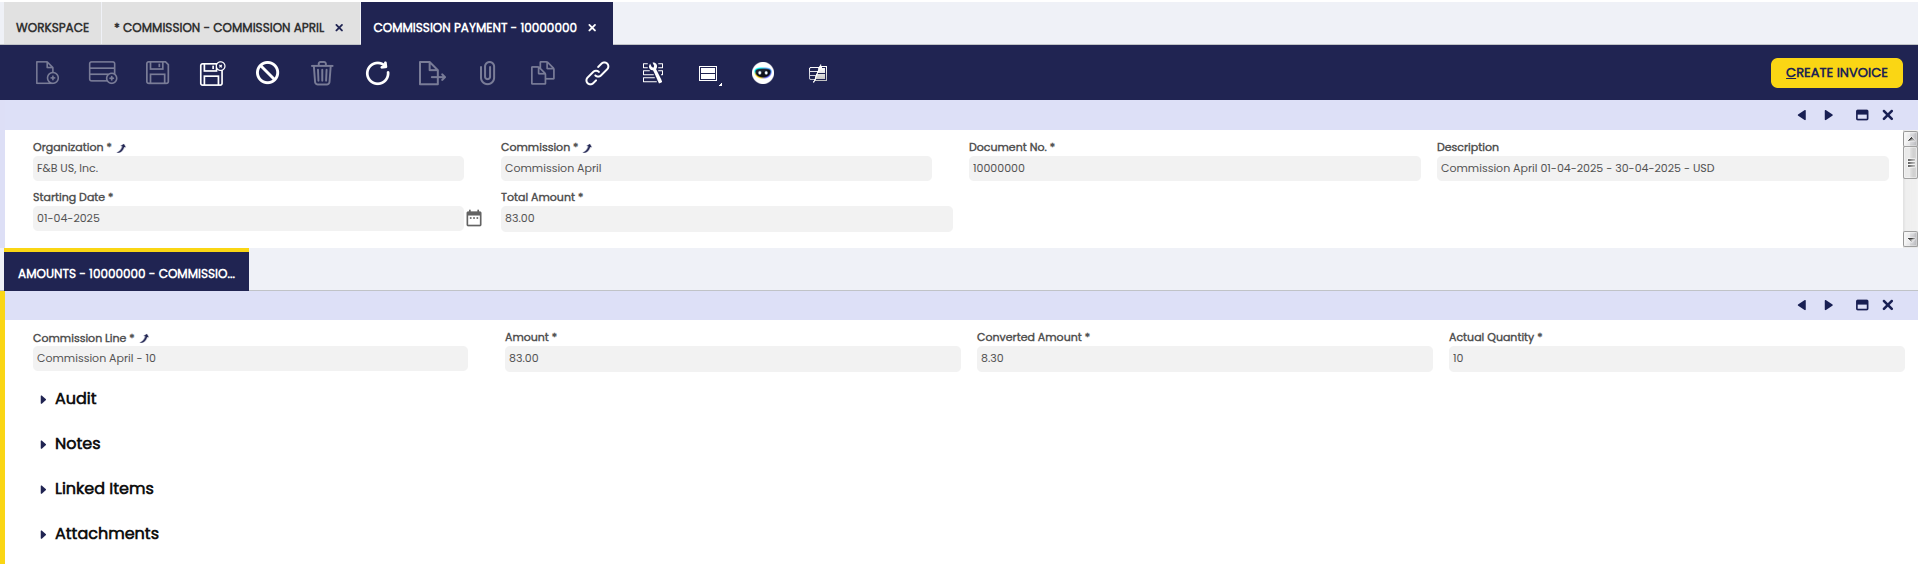 WORKSPACE
* COMMISSION - COMMISSION APRIL
COMMISSION PAYMENT - 10000000
CREATE INVOICE
Organization *
Commission *
Document No. *
Description
F&B US, Inc.
Commission April
10000000
Commission April 01-04-2025 - 30-04-2025 - USD
Starting Date *
Total Amount *
01-04-2025
83.00
AMOUNTS - 10000000 - COMMISSIO...
Commission Line *
Amount *
Converted Amount *
Actual Quantity *
Commission April - 10
83.00
8.30
10
Audit
Notes
Linked Items
Attachments